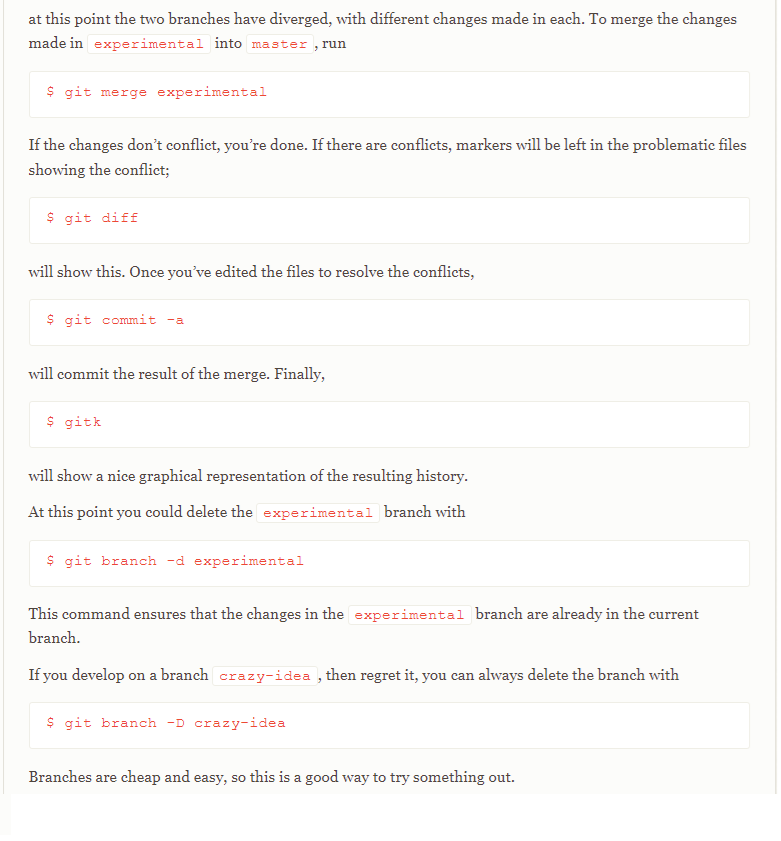 at this point the two branches have diverged, with different changes made in each. To merge the changes
made in experimental into master , run
$ git merge experimental
If the changes don’t conflict, you’re done. If there are conflicts, markers will be left in the problematic files
showing the conflict;
$ git diff
will show this. Once you’ve edited the files to resolve the conflicts,
$ git commit -a
will commit the result of the merge. Finally,
$ gitk
will show a nice graphical representation of the resulting history.
At this point you could delete the experimental branch with
$ git branch -d experimental
This command ensures that the changes in the experimental branch are already in the current
branch.
If you develop on a branch crazy-idea , then regret it, you can always delete the branch with
$ git branch -D crazy-idea
Branches are cheap and easy, so this is a good way to try something out.